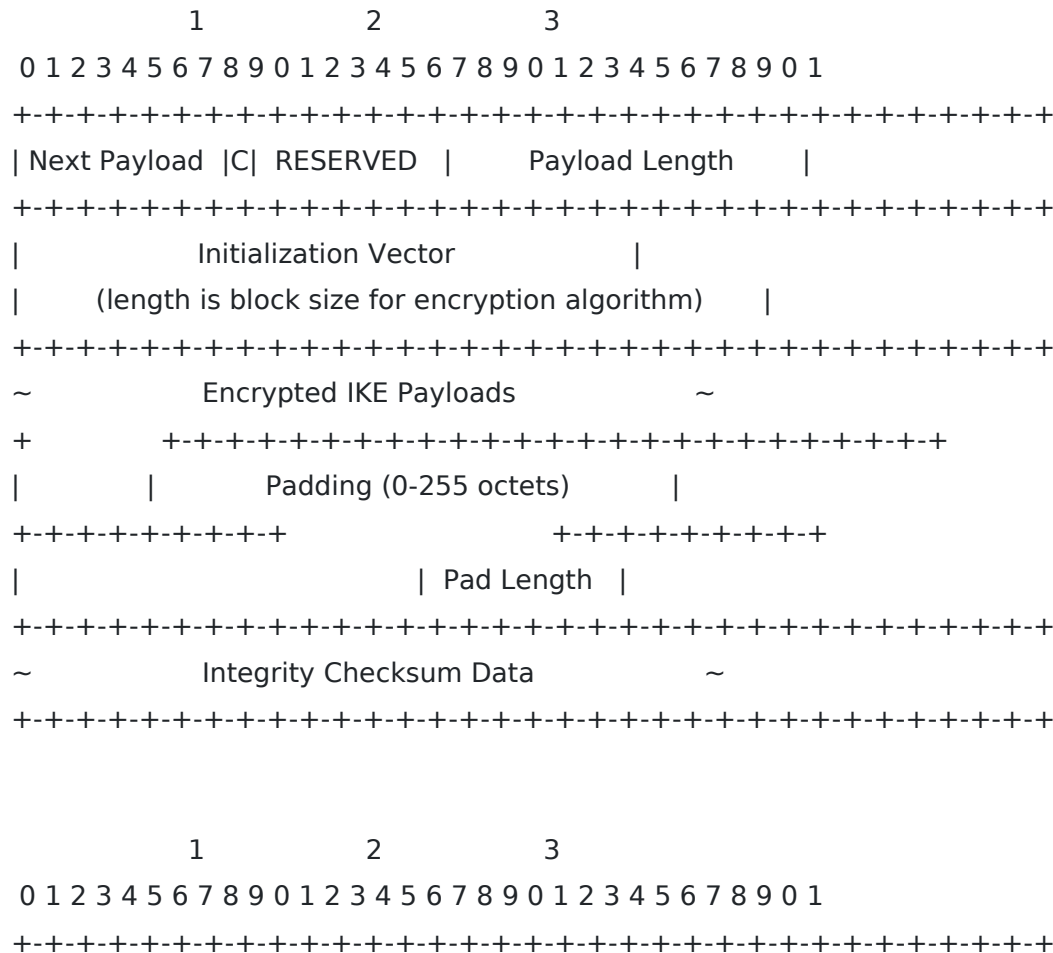 1 2 3
0 1 2 3 4 5 6 7 8 9 0 1 2 3 4 5 6 7 8 9 0 1 2 3 4 5 6 7 8 9 0 1
+-+-+-+-+-+-+-+-+-+-+-+-+-+-+-+-+-+-+-+-+-+-+-+-+-+-+-+-+-+-+-+-+
| Next Payload |C| RESERVED | Payload Length |
+-+-+-+-+-+-+-+-+-+-+-+-+-+-+-+-+-+-+-+-+-+-+-+-+-+-+-+-+-+-+-+-+
| Initialization Vector |
| (length is block size for encryption algorithm) |
+-+-+-+-+-+-+-+-+-+-+-+-+-+-+-+-+-+-+-+-+-+-+-+-+-+-+-+-+-+-+-+-+
~ Encrypted IKE Payloads ~
+ +-+-+-+-+-+-+-+-+-+-+-+-+-+-+-+-+-+-+-+-+-+-+-+-+
| | Padding (0-255 octets) |
+-+-+-+-+-+-+-+-+ +-+-+-+-+-+-+-+-+
| | Pad Length |
+-+-+-+-+-+-+-+-+-+-+-+-+-+-+-+-+-+-+-+-+-+-+-+-+-+-+-+-+-+-+-+-+
~ Integrity Checksum Data ~
+-+-+-+-+-+-+-+-+-+-+-+-+-+-+-+-+-+-+-+-+-+-+-+-+-+-+-+-+-+-+-+-+
1 2 3
0 1 2 3 4 5 6 7 8 9 0 1 2 3 4 5 6 7 8 9 0 1 2 3 4 5 6 7 8 9 0 1
+-+-+-+-+-+-+-+-+-+-+-+-+-+-+-+-+-+-+-+-+-+-+-+-+-+-+-+-+-+-+-+-+